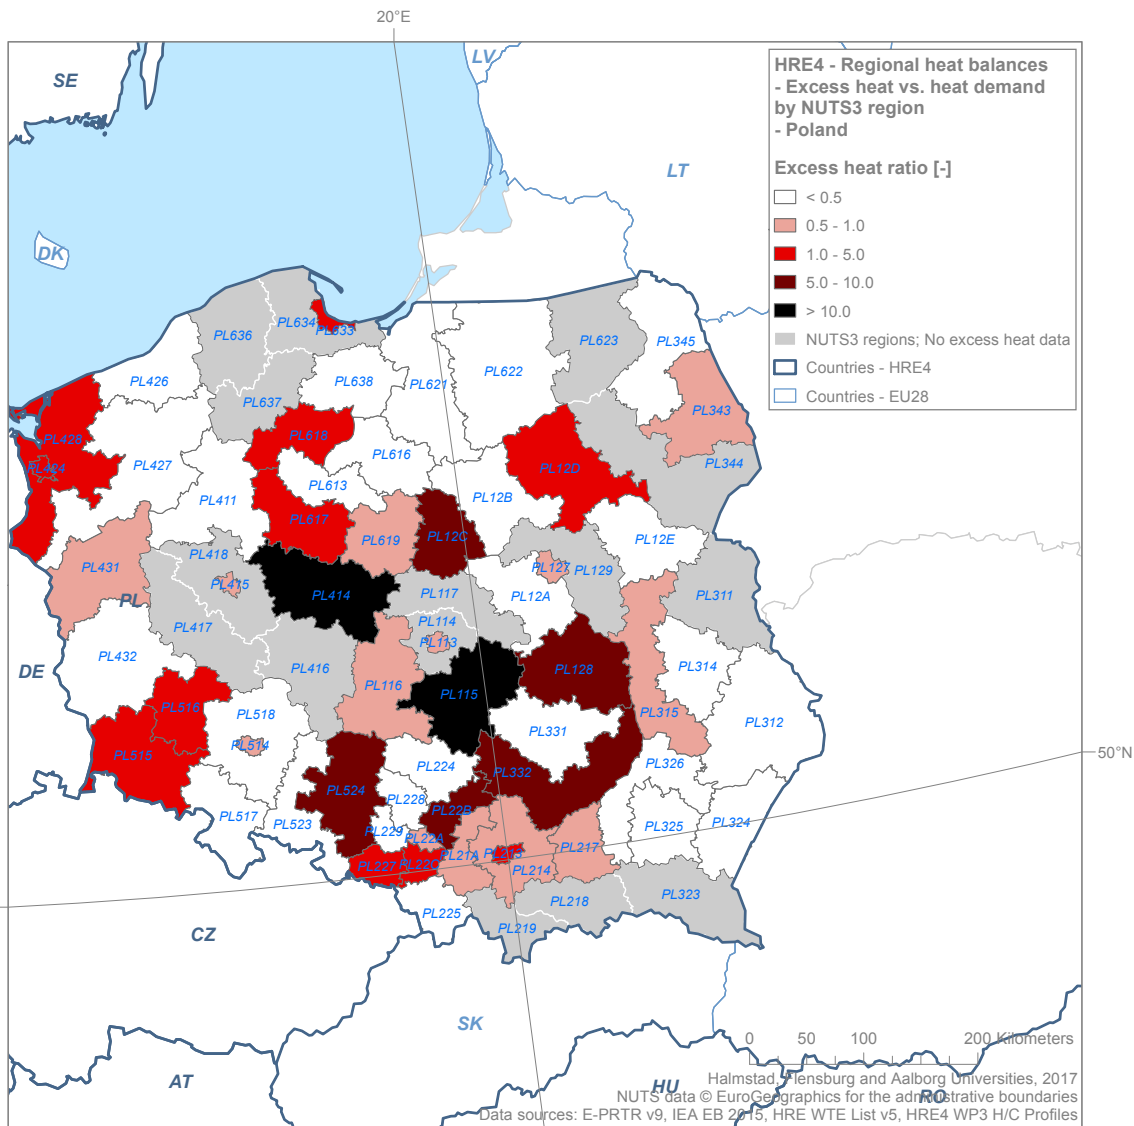 20°E
LV
SE
HRE4 - Regional heat balances
- Excess heat vs. heat demand
by NUTS3 region
- Poland
Excess heat ratio [-]
< 0.5
0.5 - 1.0
1.0 - 5.0
5.0 - 10.0
> 10.0
NUTS3 regions; No excess heat data
Countries - HRE4
Countries - EU28
LT
DK
PL634
PL633
PL636
PL623
PL345
PL426
PL638
PL621
PL622
PL637
PL343
PL428
PL618
PL616
PL424
PL427
PL12D
PL344
PL613
PL411
PL12B
PL617
PL619
PL12C
PL12E
PL418
PL431
PL127
PL129
PL415
PL414
PL117
PL12A
PL311
PL
PL417
PL114
PL113
PL432
PL416
PL128
PL314
DE
PL116
PL115
PL516
PL518
PL315
PL312
PL331
PL514
PL515
50°N
PL224
PL332
PL326
PL524
PL228
PL22B
PL517
PL523
PL324
PL325
PL229
PL22A
PL21A
PL213
PL217
PL227
PL22C
PL214
PL323
PL218
PL225
PL219
CZ
SK
0 50 100 200 Kilometers
AT
HU
RO
Halmstad, Flensburg and Aalborg Universities, 2017
NUTS data © EuroGeographics for the administrative boundaries
Data sources: E-PRTR v9, IEA EB 2015, HRE WTE List v5, HRE4 WP3 H/C Profiles